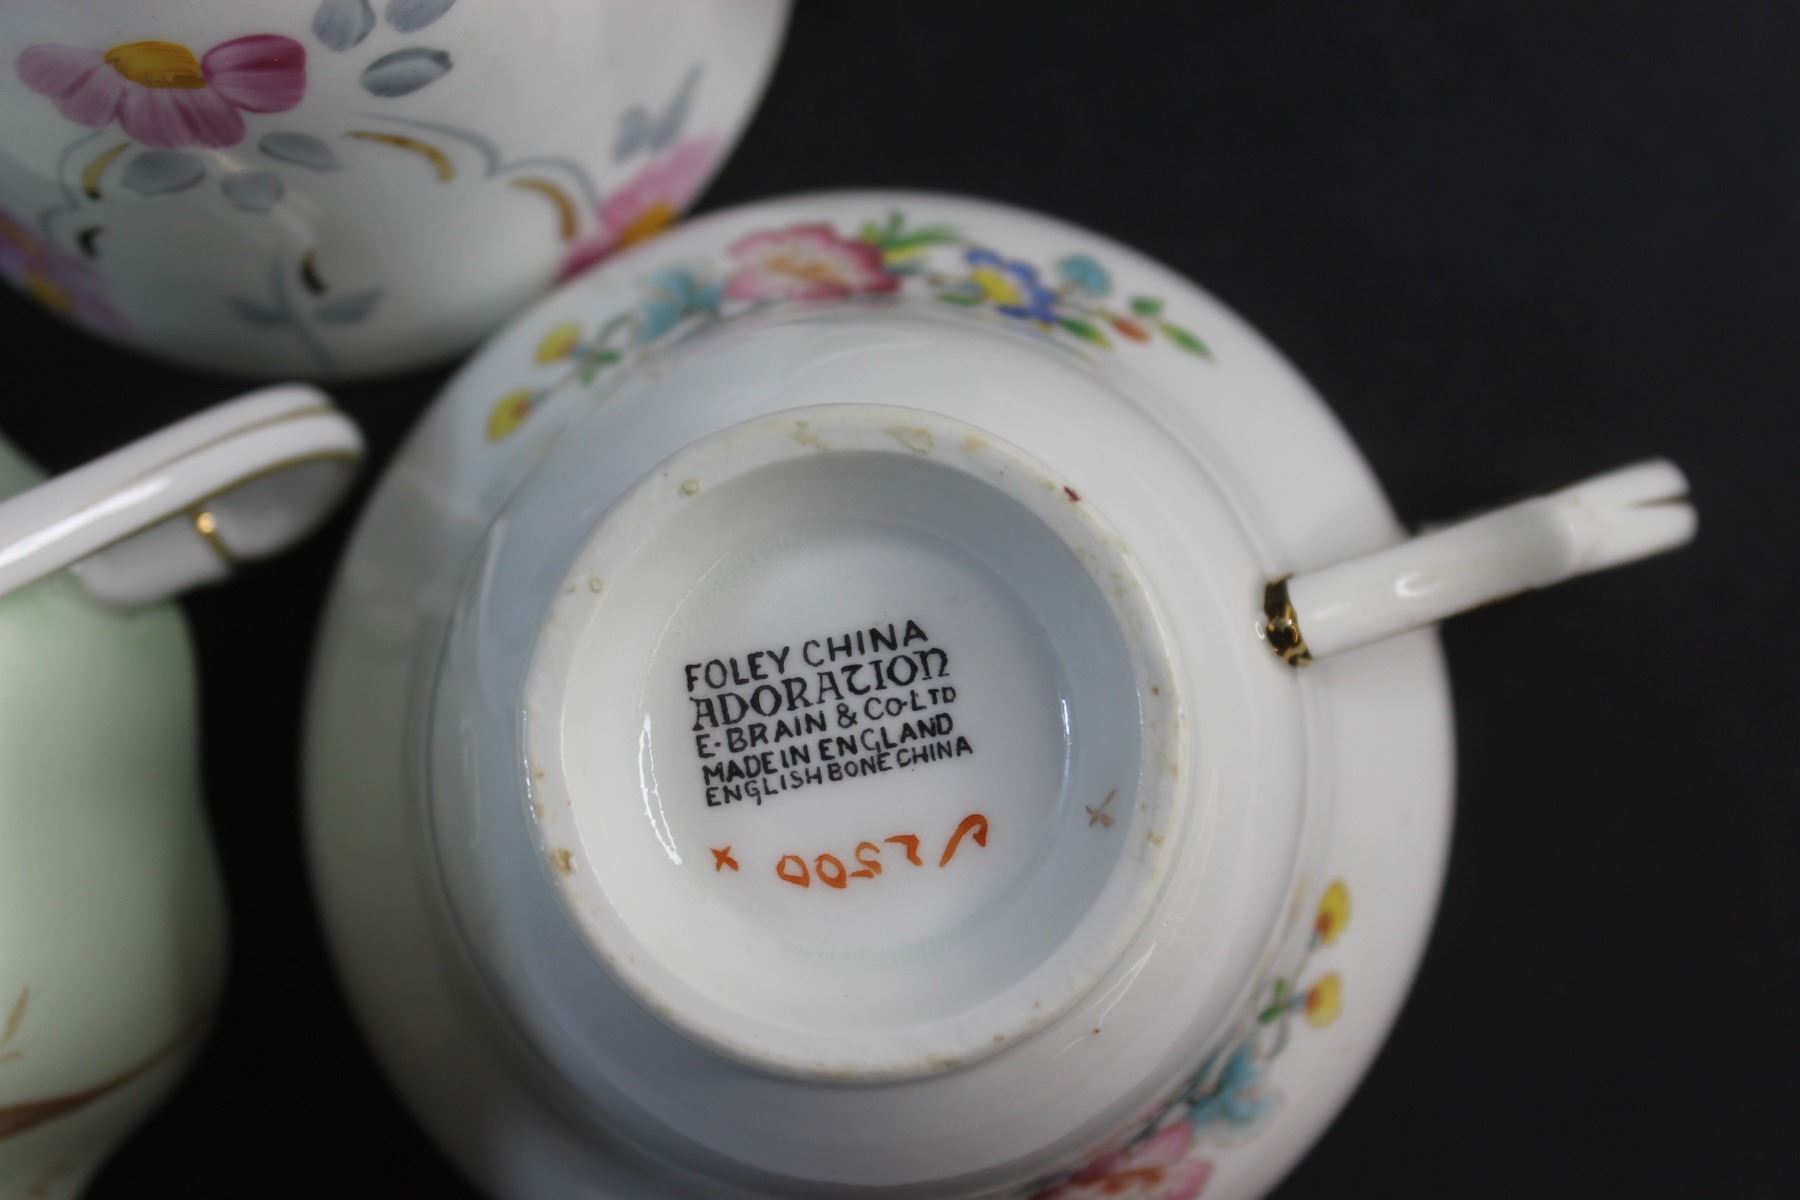 FOLEY CHINA
ADORATION
E·BRAIN & CO·LTD
MADE IN ENGLAND
ENGLISH BONE CHINA
V2500 x